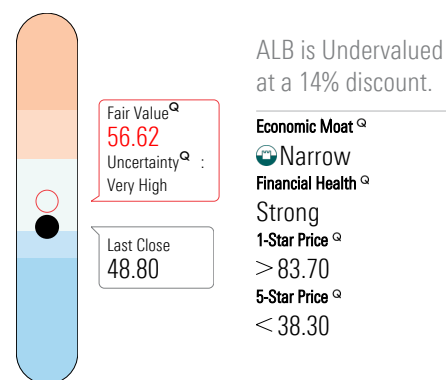 ALB is Undervalued
at a 14% discount.
Fair Value Q
56.62
Uncertainty Q :
Very High
Last Close
48.80
Economic Moat Q
Narrow
Financial Health Q
Strong
1-Star Price Q
> 83.70
5-Star Price Q
< 38.30